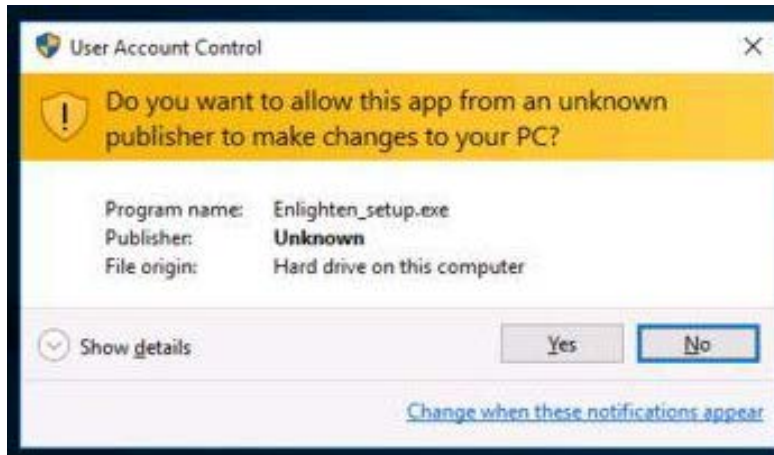 User Account Control
Do you want to allow this app from an unknown
publisher to make changes to your PC?
Program name: Enlighten_setup.exe
Publisher: Unknown
File origin: Hard drive on this computer
Show details
Yes
No
Change when these notifications appear